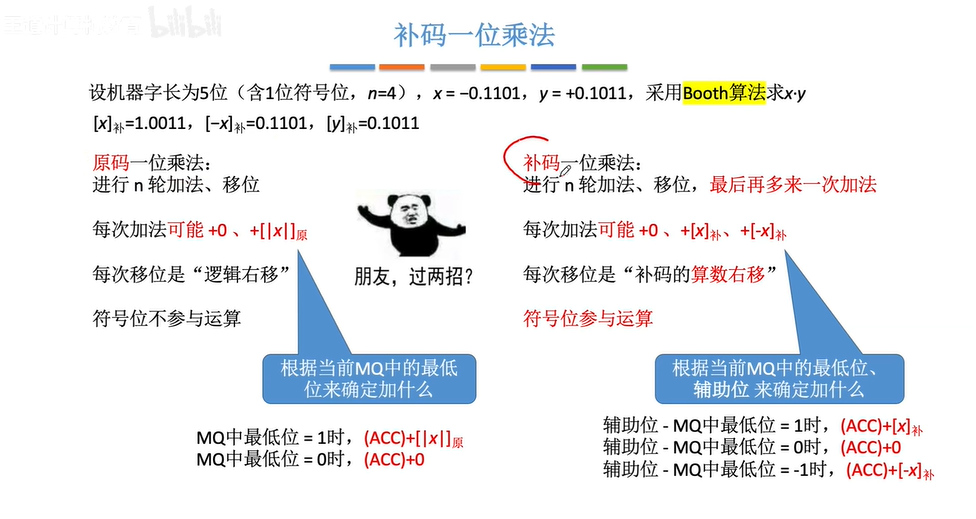 bilibili
补码一位乘法
设机器字长为5位（含1位符号位，n=4），x = −0.1101，y = +0.1011，采用Booth算法求x·y
[x]补=1.0011，[−x]补=0.1101，[y]补=0.1011
原码一位乘法：
进行 n 轮加法、移位
每次加法可能 +0 、+[|x|]原
每次移位是“逻辑右移”
符号位不参与运算
根据当前MQ中的最低
位来确定加什么
MQ中最低位 = 1时，(ACC)+[|x|]原
MQ中最低位 = 0时，(ACC)+0
朋友，过两招？
补码一位乘法：
进行 n 轮加法、移位，最后再多来一次加法
每次加法可能 +0 、+[x]补、+[-x]补
每次移位是“补码的算数右移”
符号位参与运算
根据当前MQ中的最低位、
辅助位 来确定加什么
辅助位 - MQ中最低位 = 1时，(ACC)+[x]补
辅助位 - MQ中最低位 = 0时，(ACC)+0
辅助位 - MQ中最低位 = -1时，(ACC)+[-x]补